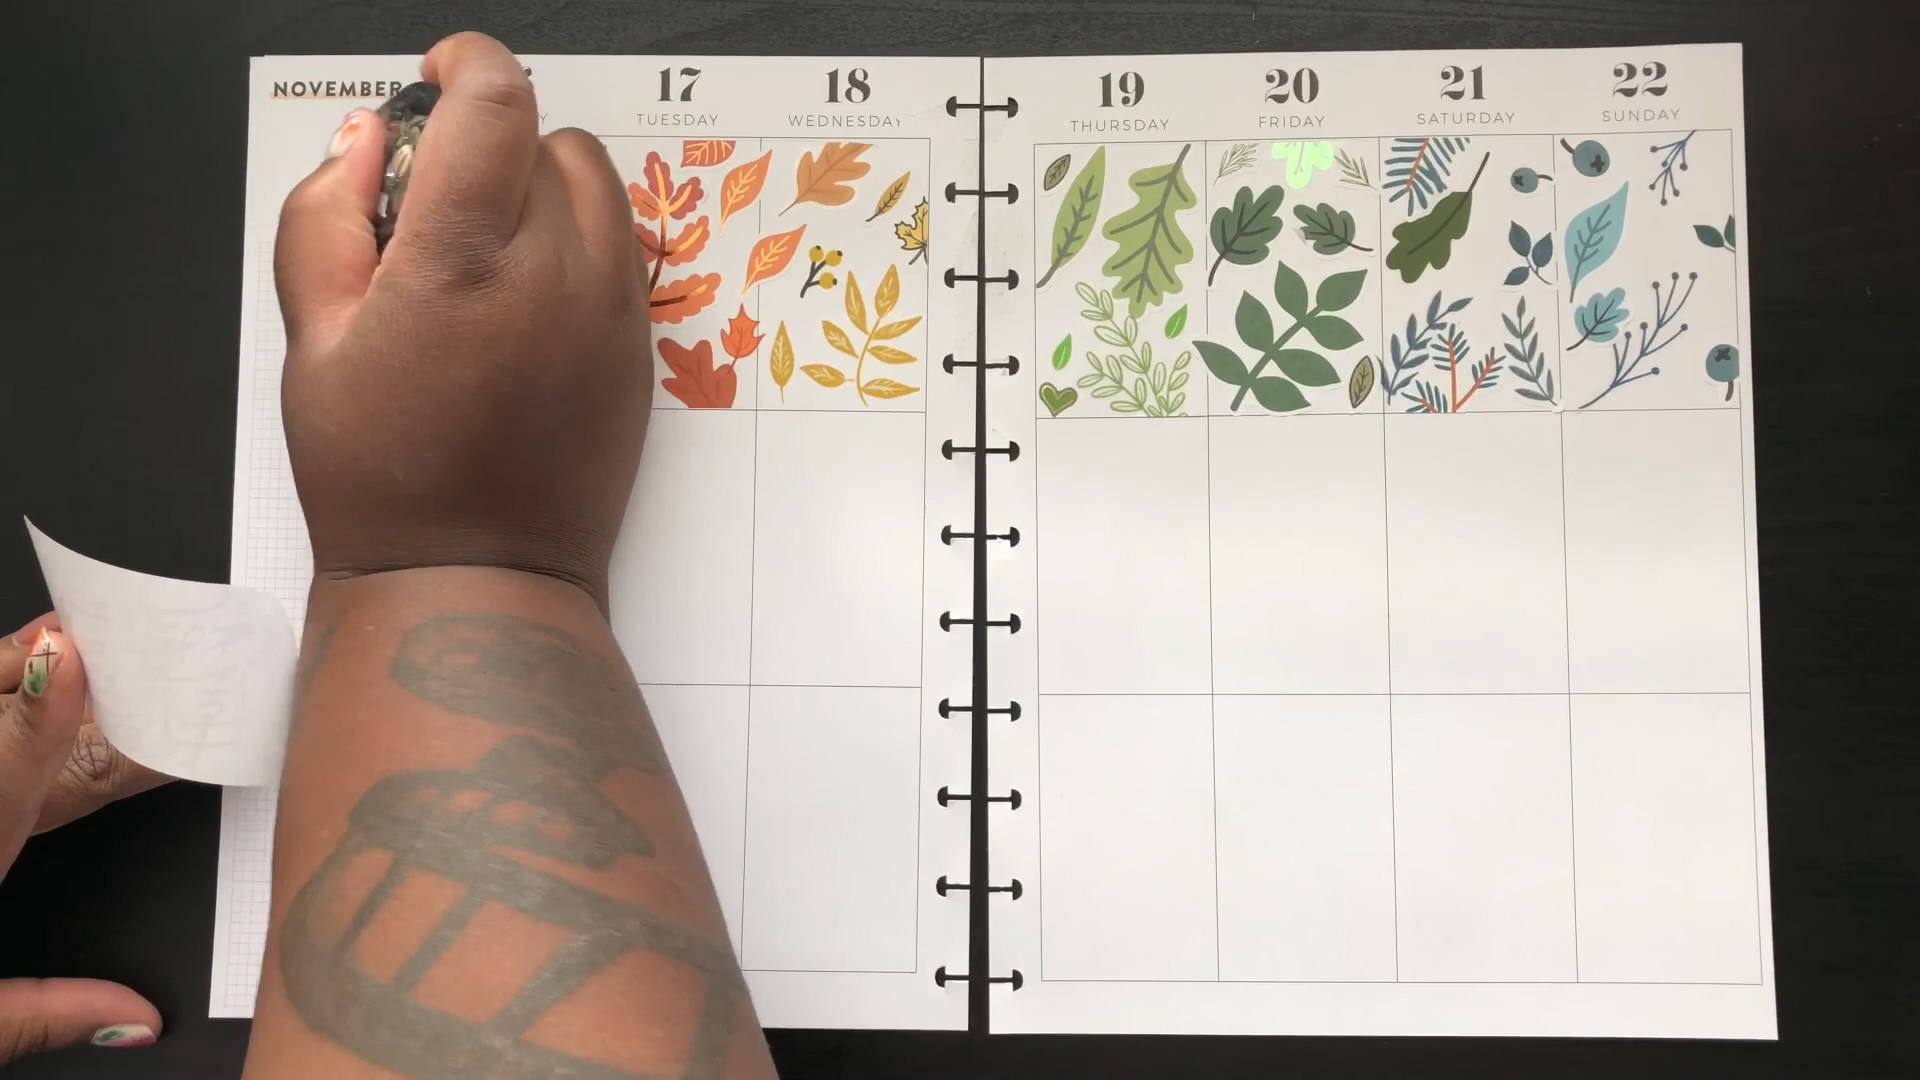 NOVEMBER
17
TUESDAY
18
WEDNESDAY
19
THURSDAY
20
FRIDAY
21
SATURDAY
22
SUNDAY